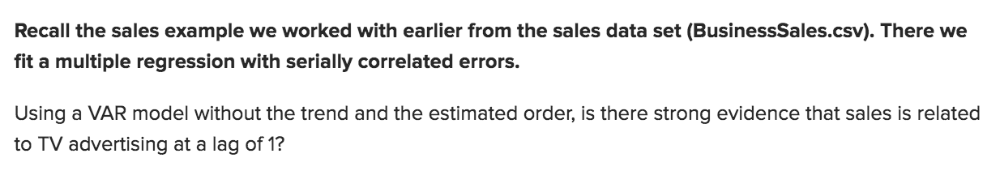 Recall the sales example we worked with earlier from the sales data set (BusinessSales.csv). There we
fit a multiple regression with serially correlated errors.
Using a VAR model without the trend and the estimated order, is there strong evidence that sales is related
to TV advertising at a lag of 1?